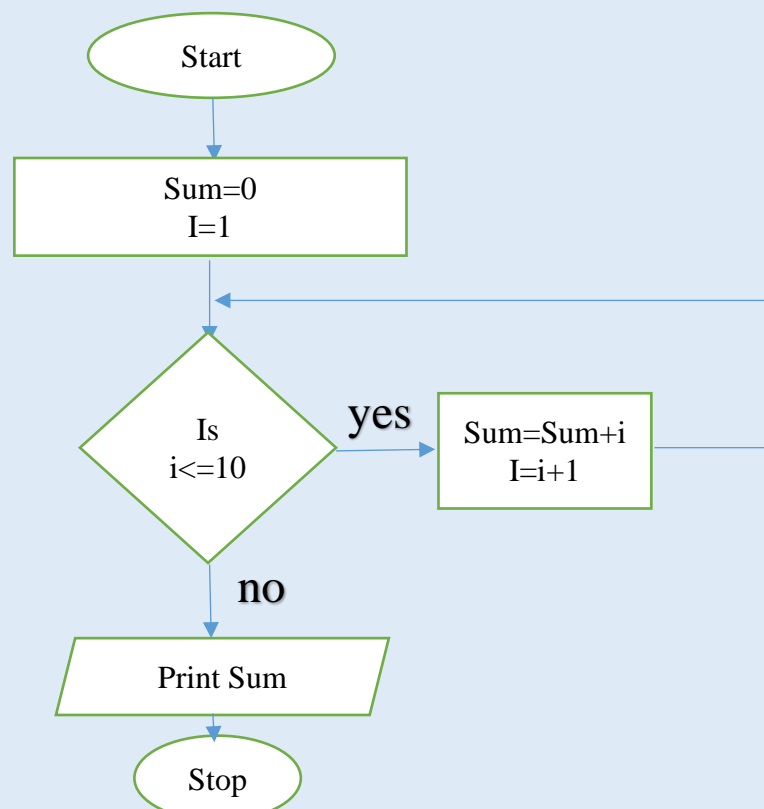 Start
Sum=0
I=1
Is
i<=10
yes
Sum=Sum+i
I=i+1
no
Print Sum
Stop